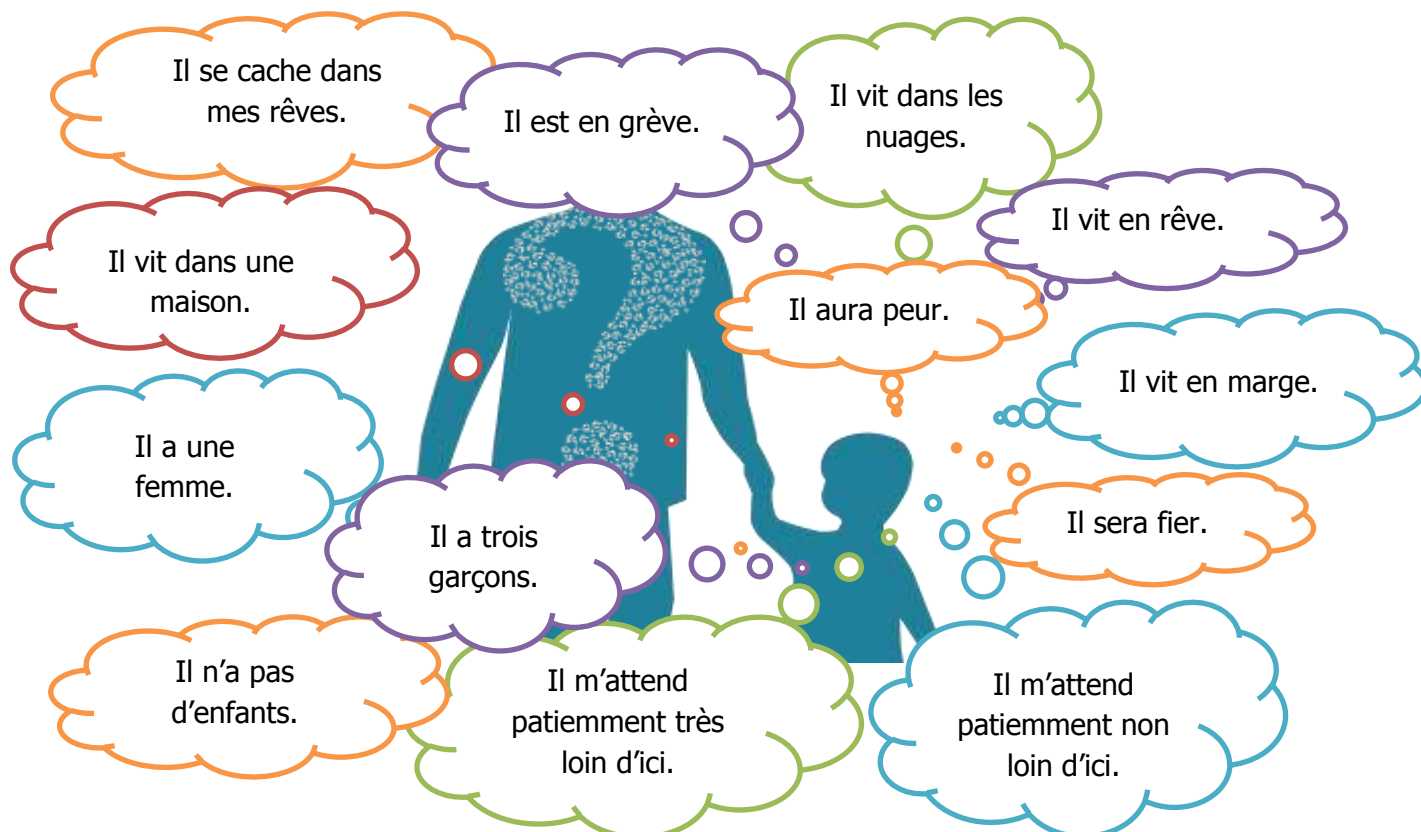 Il se cache dans
mes rêves.
Il est en grève.
Il vit dans les
nuages.
Il vit en rêve.
Il vit dans une
maison.
Il aura peur.
Il vit en marge.
Il a une
femme.
Il a trois
garçons.
Il sera fier.
Il n'a pas
d'enfants.
Il m'attend
patiemment très
loin d'ici.
Il m'attend
patiemment non
loin d'ici.